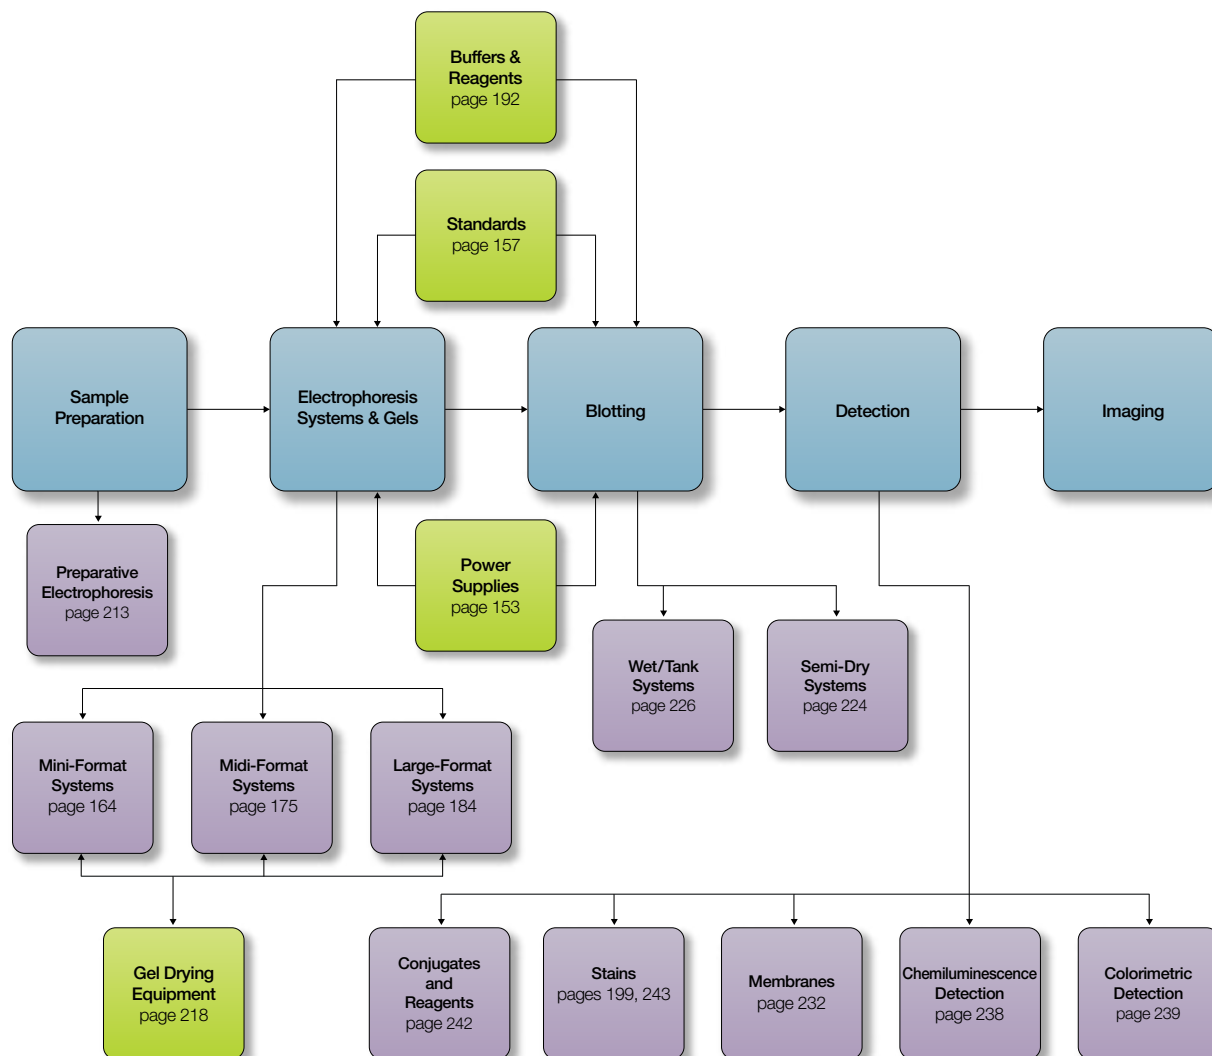 Buffers &
Reagents
page 192
Standards
page 157
Sample
Preparation
Electrophoresis
Systems & Gels
Blotting
Detection
Imaging
Preparative
Electrophoresis
page 213
Power
Supplies
page 153
Wet/Tank
Systems
page 226
Semi-Dry
Systems
page 224
Mini-Format
Systems
page 164
Midi-Format
Systems
page 175
Large-Format
Systems
page 184
Gel Drying
Equipment
page 218
Conjugates
and
Reagents
page 242
Stains
pages 199, 243
Membranes
page 232
Chemiluminescence
Detection
page 238
Colorimetric
Detection
page 239